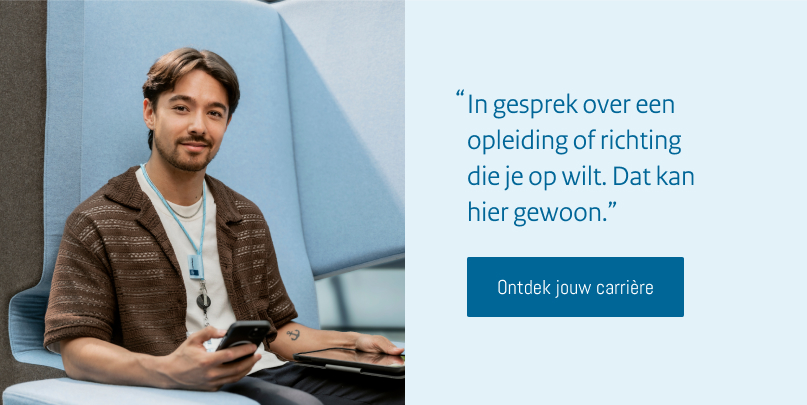 “In gesprek over een
opleiding of richting
die je op wilt. Dat kan
hier gewoon.”
Ontdek jouw carrière